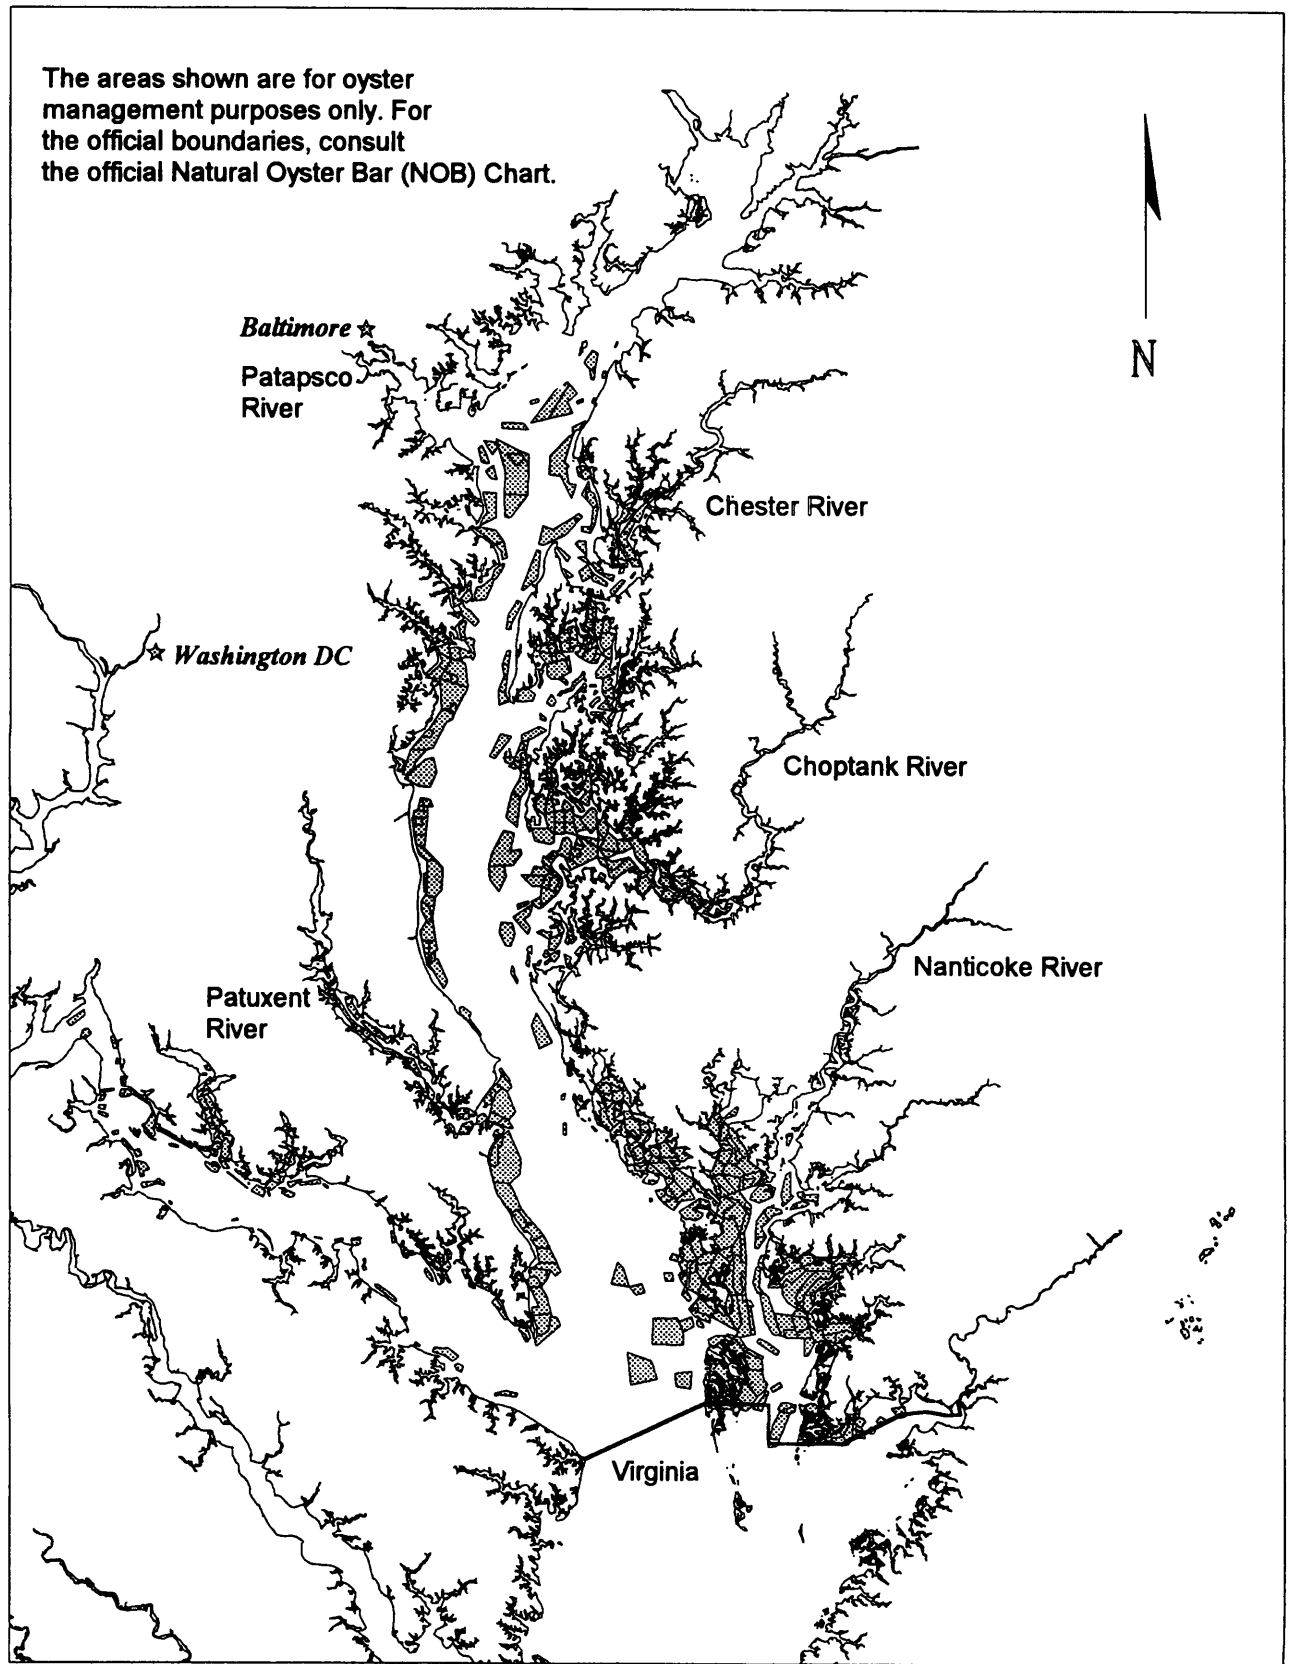 The areas shown are for oyster
management purposes only. For
the official boundaries, consult
the official Natural Oyster Bar (NOB) Chart.
Baltimore
Patapsco
River
N
Chester River
Washington DC
Choptank River
Nanticoke River
Patuxent
River
Virginia